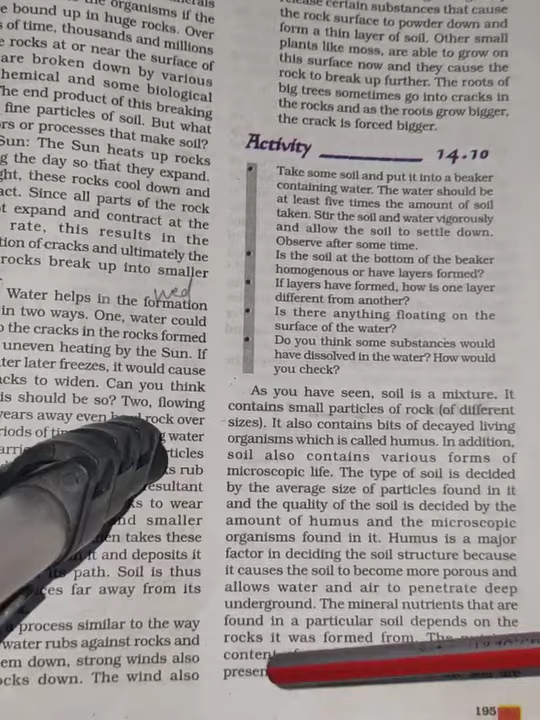 the organisms if the
e bound up in huge rocks. Over
s of time, thousands and millions
e rocks at or near the surface of
are broken down by various
hemical and some biological
he end product of this breaking
fine particles of soil. But what
rs or processes that make soil?
Sun: The Sun heats up rocks
g the day so that they expand.
ght, these rocks cool down and
act. Since all parts of the rock
t expand and contract at the
rate, this results in the
tion of cracks and ultimately the
rocks break up into smaller
wed
Water helps in the formation
in two ways. One, water could
o the cracks in the rocks formed
uneven heating by the Sun. If
ter later freezes, it would cause
acks to widen. Can you think
is should be so? Two, flowing
years away even hard rock over
riods of
water
rticles
s rub
resultant
ks to wear
nd smaller
en takes these
it and deposits it
path. Soil is thus
ces far away from its
process similar to the way
water rubs against rocks and
em down, strong winds also
ocks down. The wind also
release certain substances that cause
the rock surface to powder down and
form a thin layer of soil. Other small
plants like moss, are able to grow on
this surface now and they cause the
rock to break up further. The roots of
big trees sometimes go into cracks in
the rocks and as the roots grow bigger,
the crack is forced bigger.
Activity 14.10
• Take some soil and put it into a beaker
containing water. The water should be
at least five times the amount of soil
taken. Stir the soil and water vigorously
and allow the soil to settle down.
Observe after some time.
• Is the soil at the bottom of the beaker
homogenous or have layers formed?
• If layers have formed, how is one layer
different from another?
• Is there anything floating on the
surface of the water?
• Do you think some substances would
have dissolved in the water? How would
you check?
As you have seen, soil is a mixture. It
contains small particles of rock (of different
sizes). It also contains bits of decayed living
organisms which is called humus. In addition,
soil also contains various forms of
microscopic life. The type of soil is decided
by the average size of particles found in it
and the quality of the soil is decided by the
amount of humus and the microscopic
organisms found in it. Humus is a major
factor in deciding the soil structure because
it causes the soil to become more porous and
allows water and air to penetrate deep
underground. The mineral nutrients that are
found in a particular soil depends on the
rocks it was formed from. The
conten
presen
195